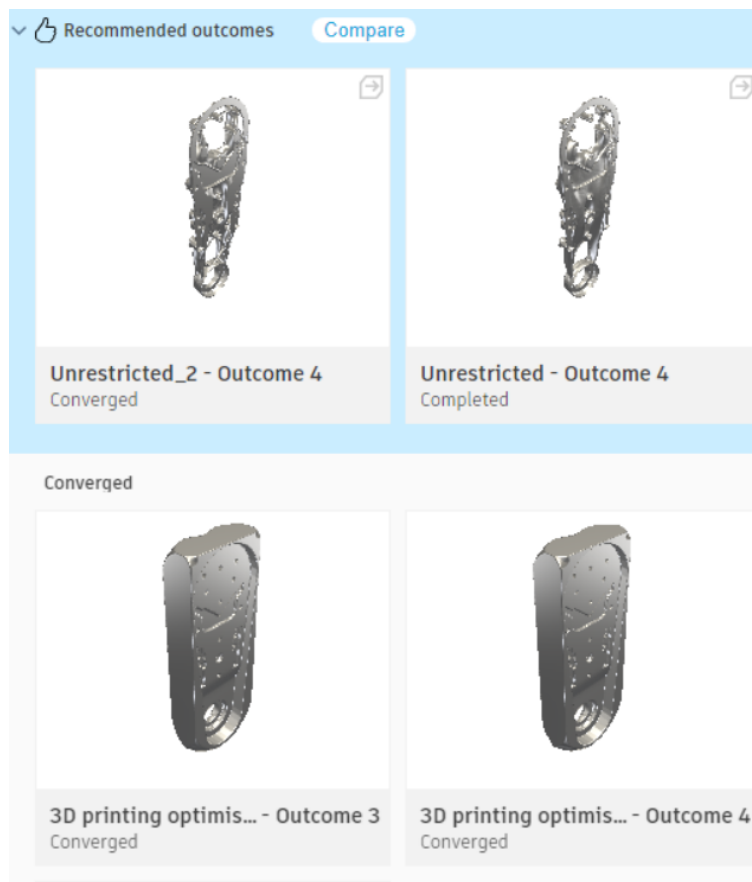 Recommended outcomes Compare
Unrestricted_2 - Outcome 4
Converged
Unrestricted - Outcome 4
Completed
Converged
3D printing optimis... - Outcome 3
Converged
3D printing optimis... - Outcome 4
Converged